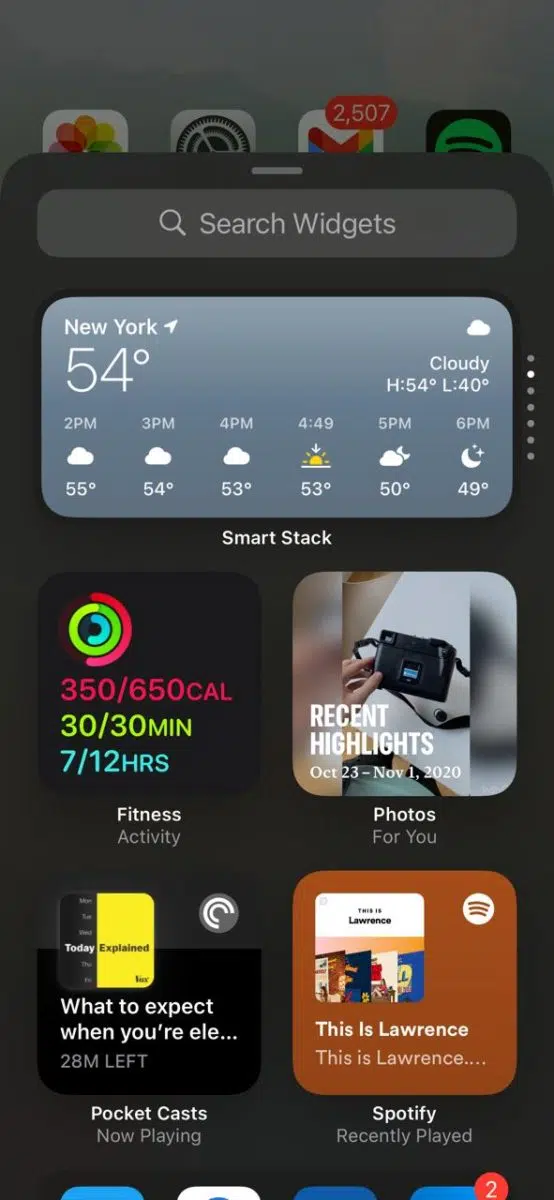 2,507
Search Widgets
New York
54°
Cloudy
H:54° L:40°
2PM 3PM 4PM 4:49 5PM 6PM
55° 54° 53° 53° 50° 49°
Smart Stack
350/650CAL
30/30MIN
7/12HRS
Fitness
Activity
RECENT
HIGHLIGHTS
Oct 23 – Nov 1, 2020
Photos
For You
Mon
Tue
Wed
Today Explained
Thu
Fri
Vox
What to expect
when you're ele...
28M LEFT
Pocket Casts
Now Playing
THIS IS
Lawrence
This Is Lawrence
This is Lawrence....
Spotify
Recently Played
2